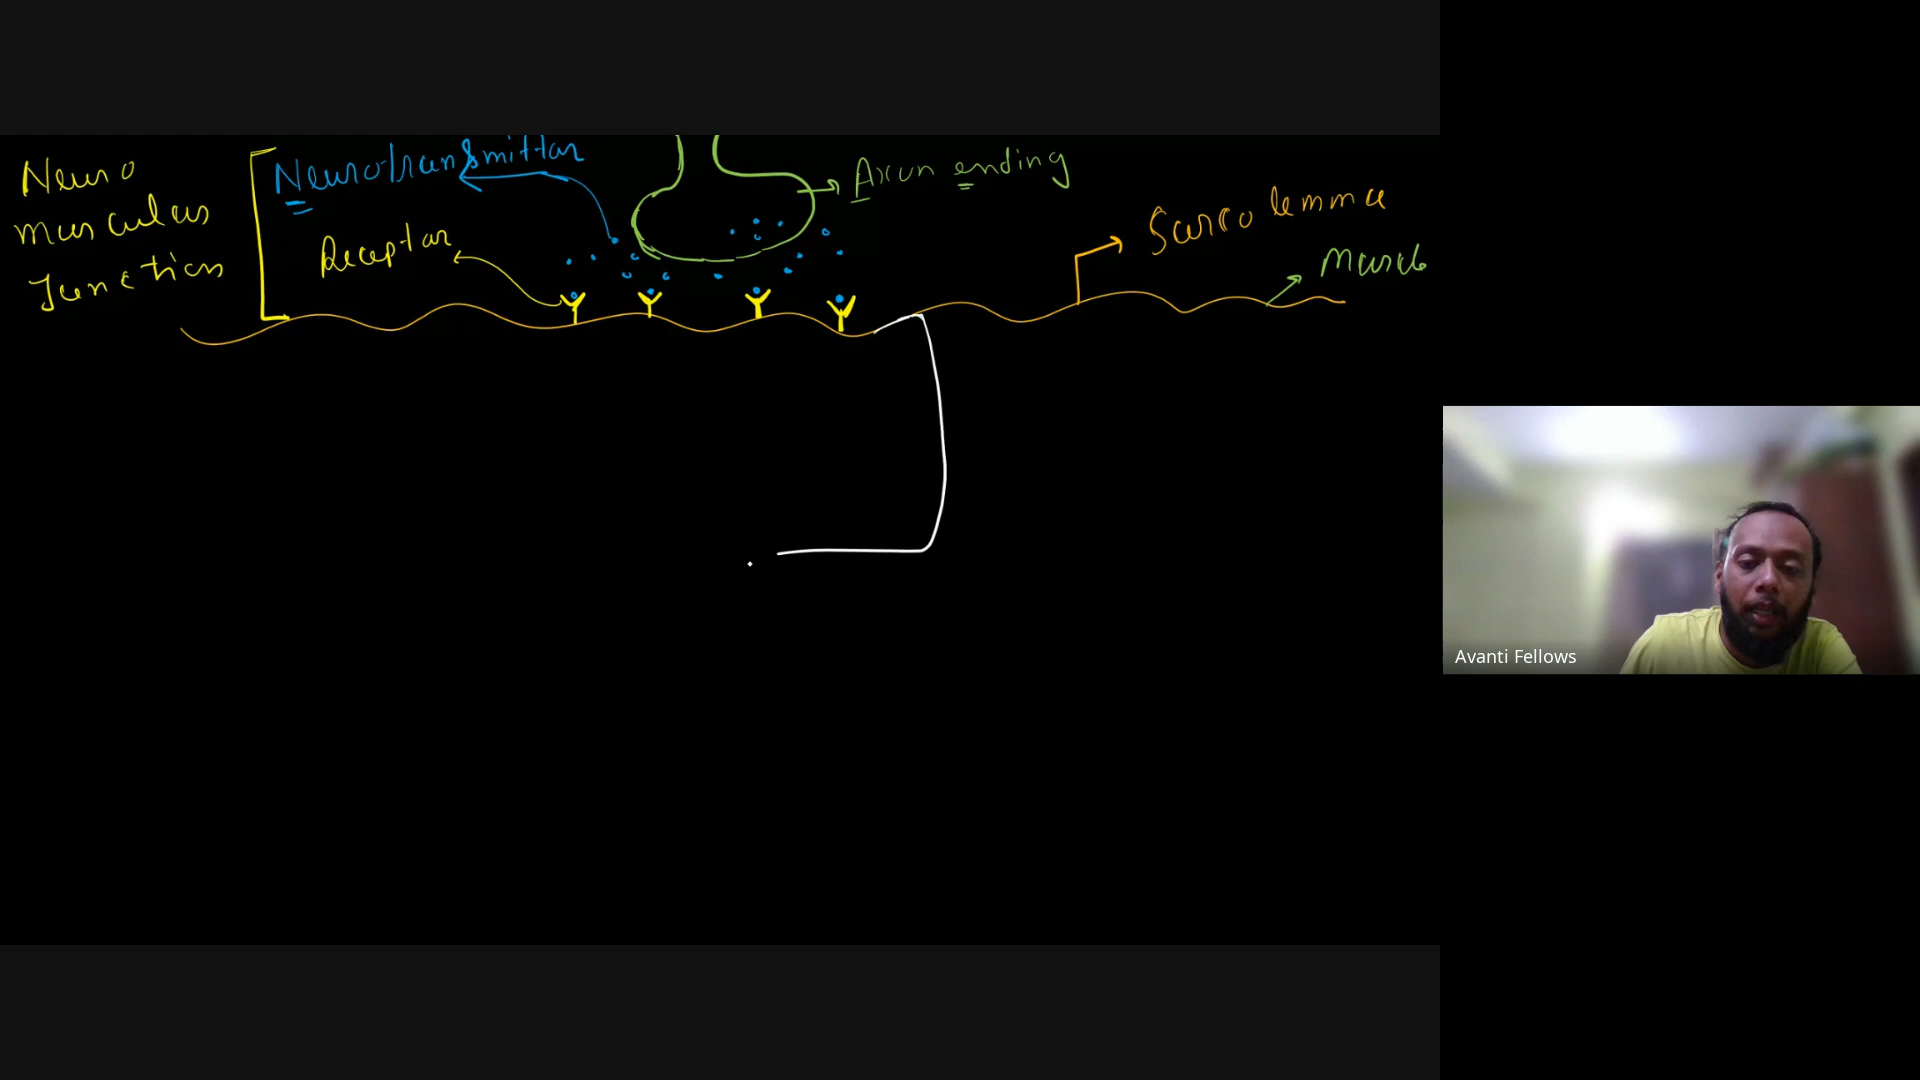 Neuro
muscular
Junction
Neurotransmitter
Receptor
Axon ending
Sarcolemma
Muscle
Avanti Fellows